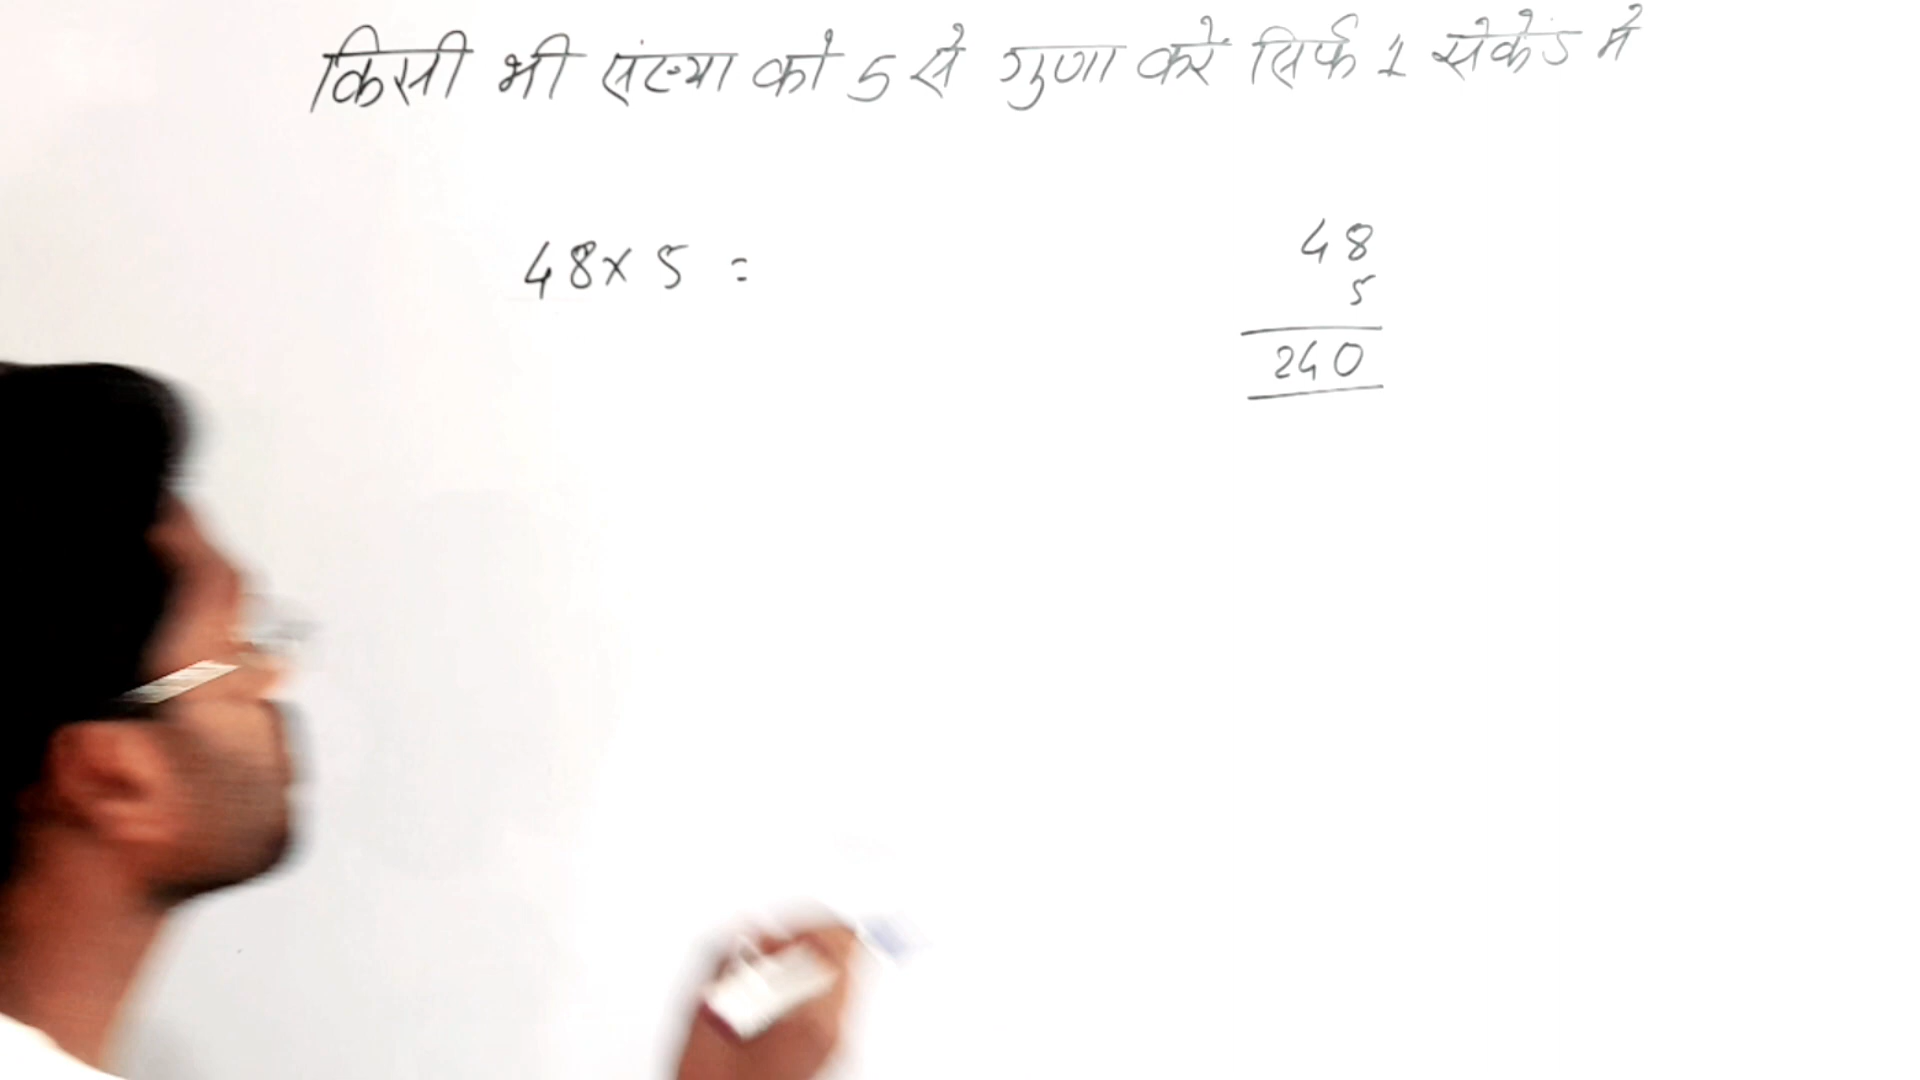 किसी भी संख्या को 5 से गुणा करें सिर्फ 1 सेकेंड में
48 x 5 =
48
5
240